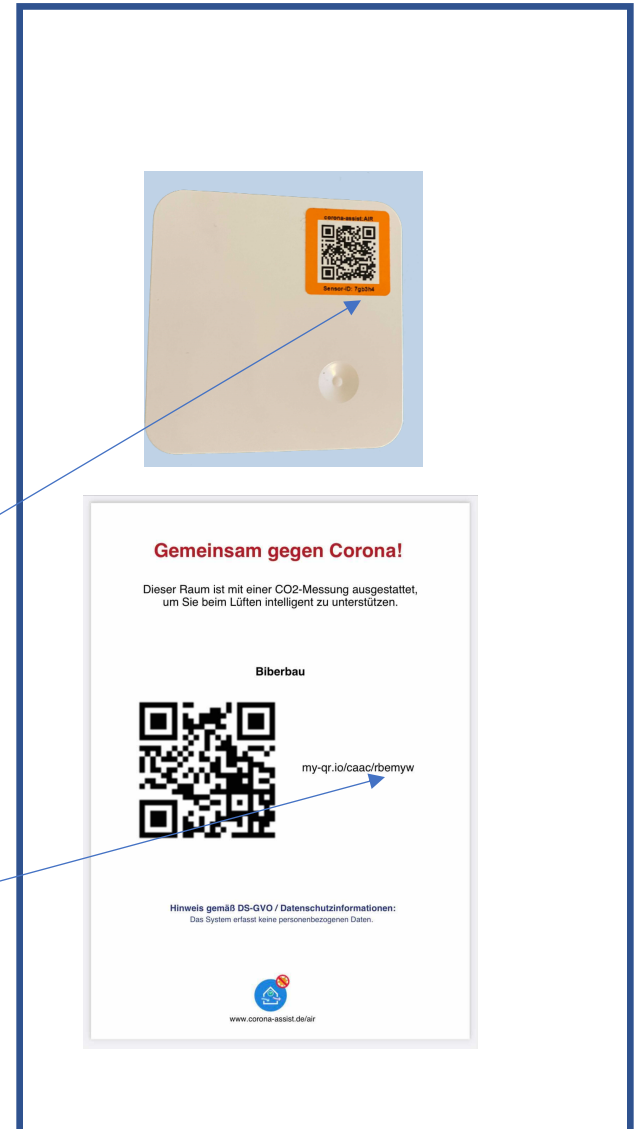 corona-assist.AIR
Sensor-ID: 7gb3h4
Gemeinsam gegen Corona!
Dieser Raum ist mit einer CO2-Messung ausgestattet,
um Sie beim Lüften intelligent zu unterstützen.
Biberbau
my-qr.io/caac/rbemyw
Hinweis gemäß DS-GVO / Datenschutzinformationen:
Das System erfasst keine personenbezogenen Daten.
www.corona-assist.de/air